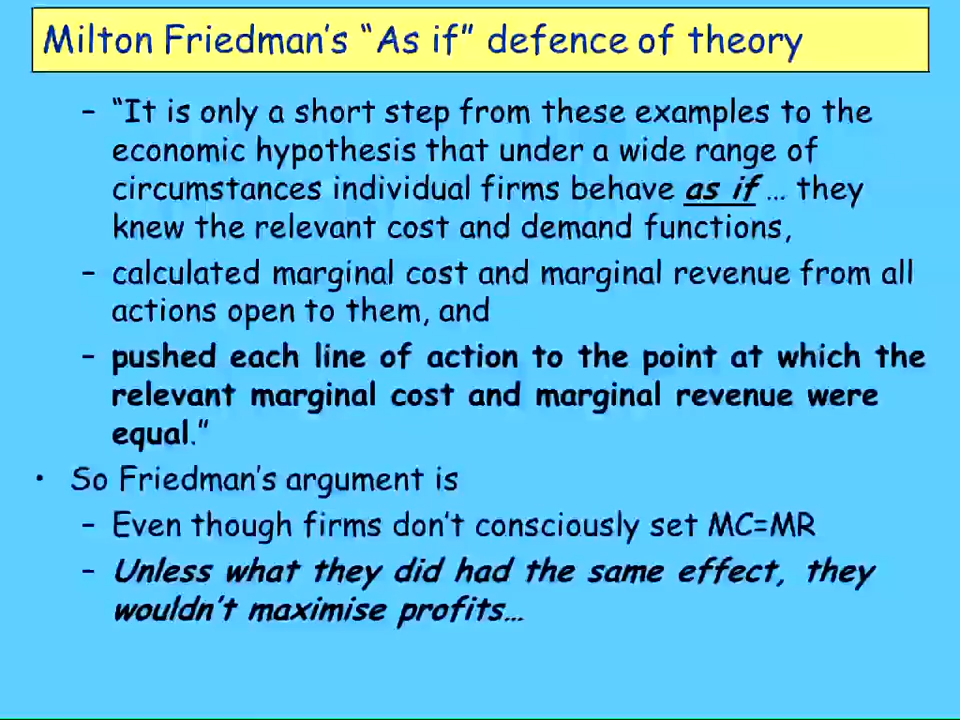 Milton Friedman's “As if” defence of theory
– “It is only a short step from these examples to the
economic hypothesis that under a wide range of
circumstances individual firms behave as if … they
knew the relevant cost and demand functions,
– calculated marginal cost and marginal revenue from all
actions open to them, and
– pushed each line of action to the point at which the
relevant marginal cost and marginal revenue were
equal.”
• So Friedman's argument is
– Even though firms don't consciously set MC=MR
– Unless what they did had the same effect, they
wouldn't maximise profits…